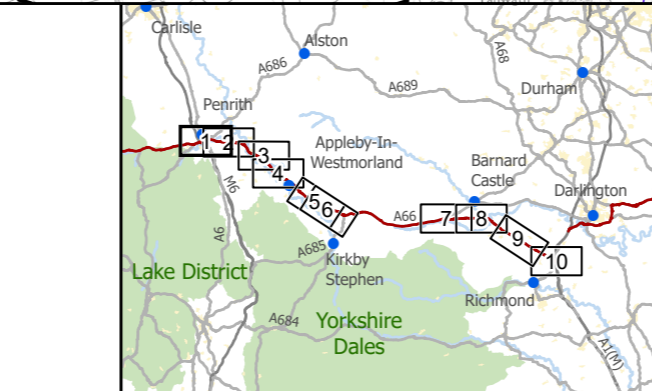 Carlisle
Alston
A686
A68
A689
Durham
Penrith
1
2
3
4
Appleby-In-
Westmorland
M6
5
6
A66
Barnard
Castle
Darlington
7
8
9
10
A6
A685
Kirkby
Stephen
Lake District
Richmond
A684
Yorkshire
Dales
A1(M)